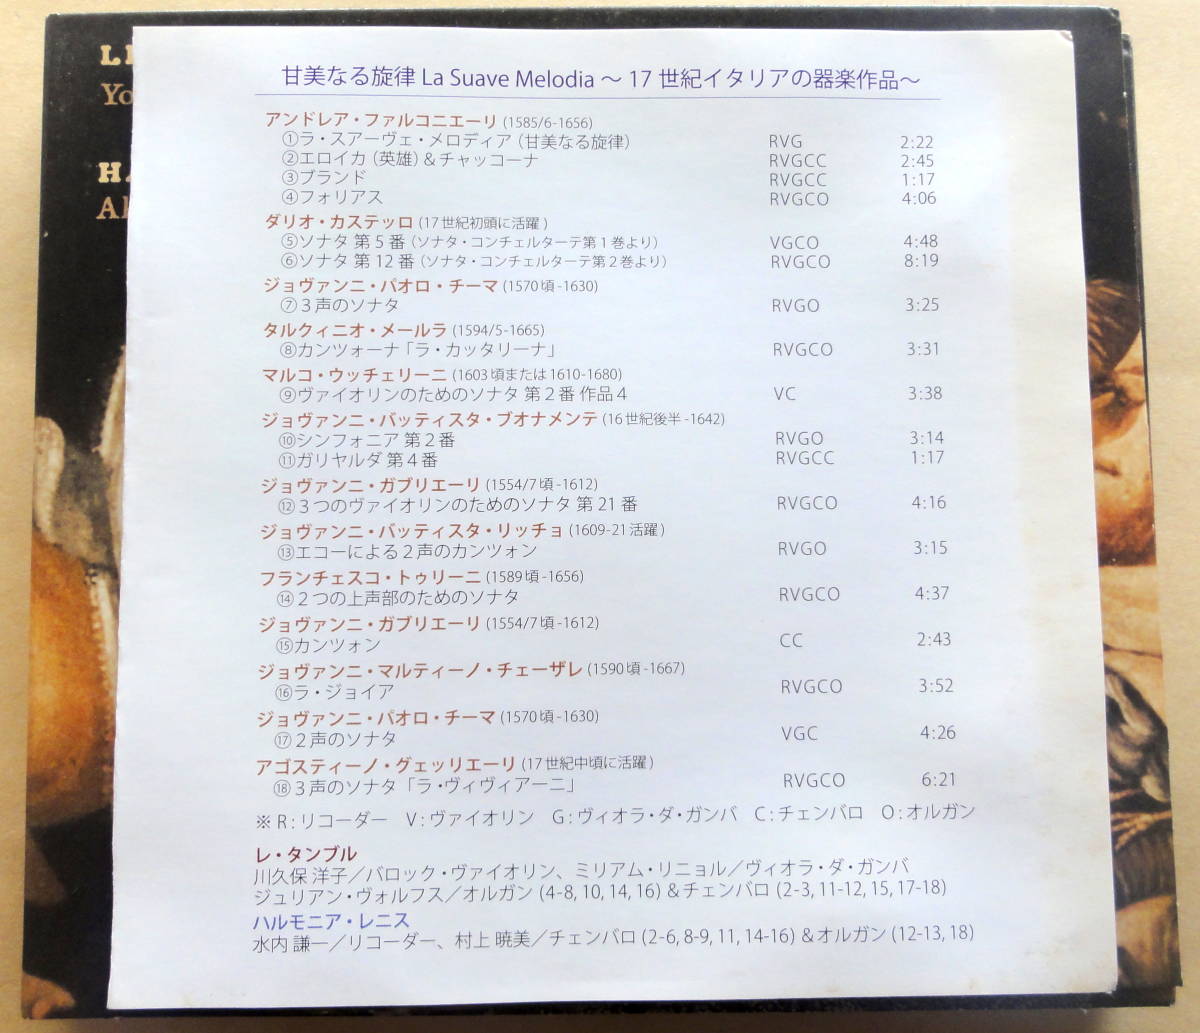 甘美なる旋律 La Suave Melodia ～ 17 世紀イタリアの器楽作品～
アンドレア・ファルコニエーリ (1585/6-1656)
①ラ・スアーヴェ・メロディア (甘美なる旋律) RVG 2:22
②エロイカ (英雄) & チャッコーナ RVGCC 2:45
③ブランド RVGCC 1:17
④フォリアス RVGCO 4:06
ダリオ・カステッロ (17 世紀初頭に活躍)
⑤ソナタ 第 5 番 (ソナタ・コンチェルターテ第 1 巻より) VGCO 4:48
⑥ソナタ 第 12 番 (ソナタ・コンチェルターテ第 2 巻より) RVGCO 8:19
ジョヴァンニ・パオロ・チーマ (1570 頃 -1630)
⑦３声のソナタ RVGO 3:25
タルクィニオ・メールラ (1594/5-1665)
⑧カンツォーナ「ラ・カッタリーナ」 RVGCO 3:31
マルコ・ウッチェリーニ (1603 頃または 1610-1680)
⑨ヴァイオリンのためのソナタ 第２番 作品４ VC 3:38
ジョヴァンニ・バッティスタ・ブオナメンテ (16 世紀後半 -1642)
⑩シンフォニア 第２番 RVGO 3:14
⑪ガリヤルダ 第４番 RVGCC 1:17
ジョヴァンニ・ガブリエーリ (1554/7 頃 -1612)
⑫３つのヴァイオリンのためのソナタ 第 21 番 RVGCO 4:16
ジョヴァンニ・バッティスタ・リッチョ (1609-21 活躍)
⑬エコーによる２声のカンツォン RVGO 3:15
フランチェスコ・トゥリーニ (1589 頃 -1656)
⑭２つの上声部のためのソナタ RVGCO 4:37
ジョヴァンニ・ガブリエーリ (1554/7 頃 -1612)
⑮カンツォン CC 2:43
ジョヴァンニ・マルティーノ・チェーザレ (1590 頃 -1667)
⑯ラ・ジョイア RVGCO 3:52
ジョヴァンニ・パオロ・チーマ (1570 頃 -1630)
⑰２声のソナタ VGC 4:26
アゴスティーノ・グェッリエーリ (17 世紀中頃に活躍)
⑱３声のソナタ「ラ・ヴィヴィアーニ」 RVGCO 6:21
※ R : リコーダー V : ヴァイオリン G : ヴィオラ・ダ・ガンバ C : チェンバロ O : オルガン
レ・タンブル
川久保 洋子／バロック・ヴァイオリン、ミリアム・リニョル／ヴィオラ・ダ・ガンバ
ジュリアン・ヴォルフス／オルガン (4-8, 10, 14, 16) & チェンバロ (2-3, 11-12, 15, 17-18)
ハルモニア・レニス
水内 謙一／リコーダー、村上 暁美／チェンバロ (2-6, 8-9, 11, 14-16) & オルガン (12-13, 18)